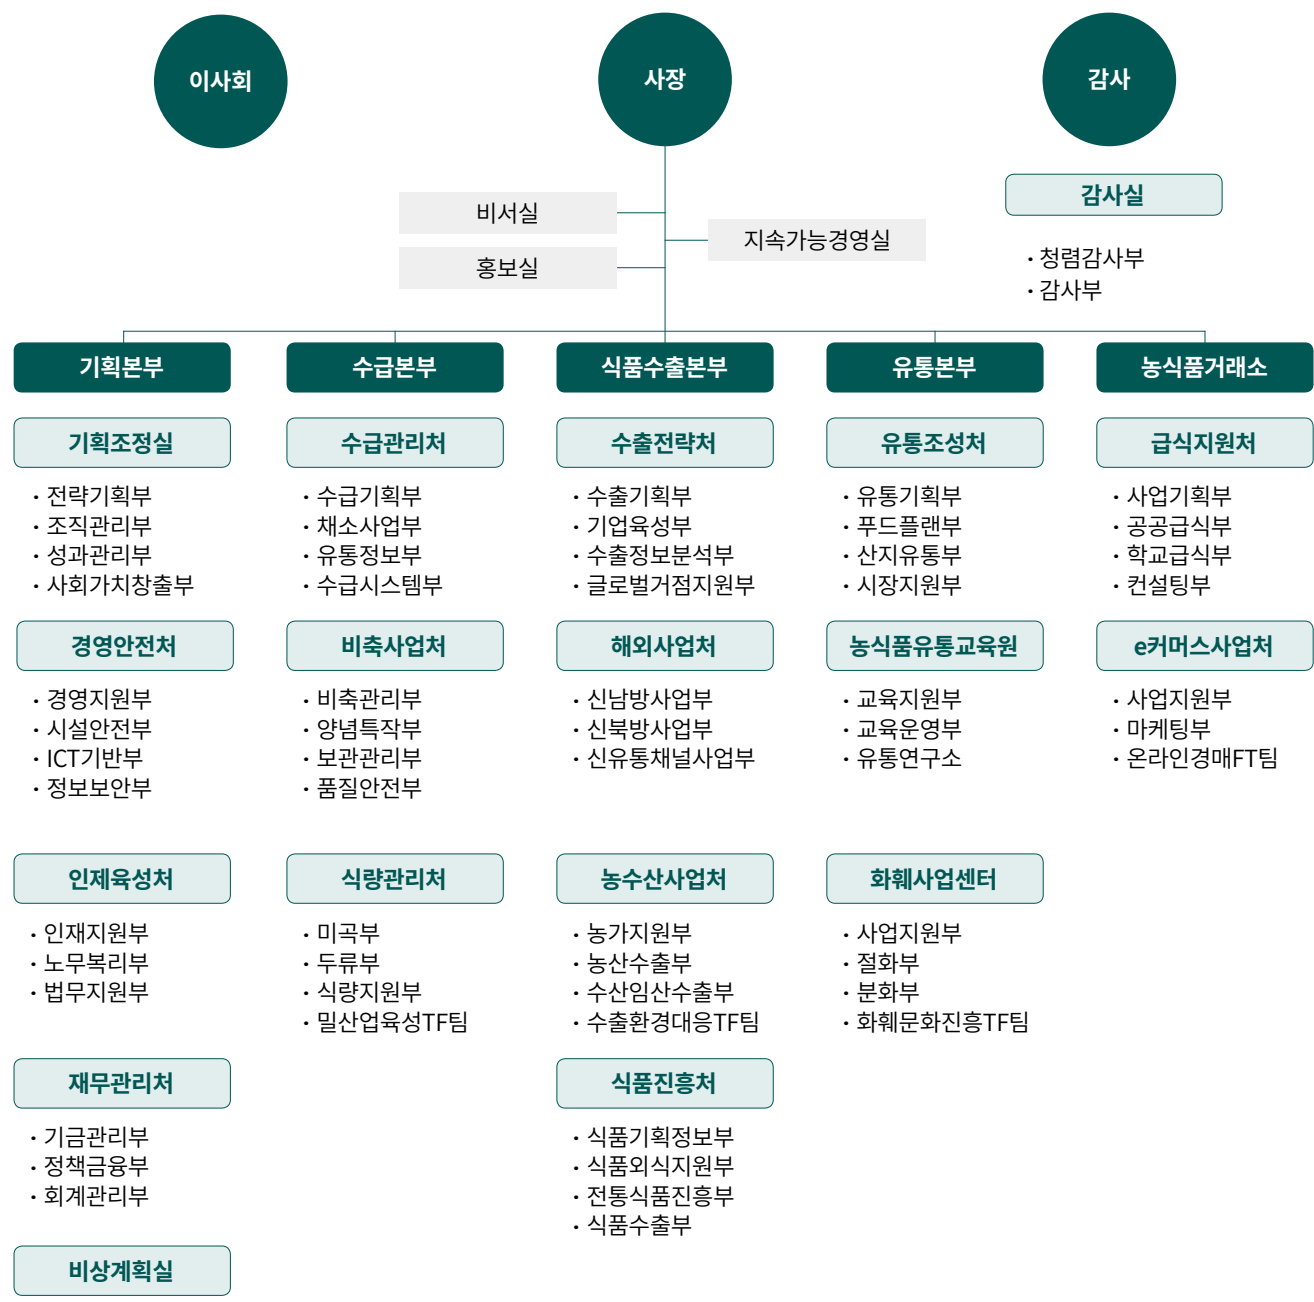 이사회
사장
감사
비서실
홍보실
지속가능경영실
감사실
· 청렴감사부
· 감사부
기획본부
기획조정실
· 전략기획부
· 조직관리부
· 성과관리부
· 사회가치창출부
경영안전처
· 경영지원부
· 시설안전부
· ICT기반부
· 정보보안부
인제육성처
· 인재지원부
· 노무복리부
· 법무지원부
재무관리처
· 기금관리부
· 정책금융부
· 회계관리부
비상계획실
수급본부
수급관리처
· 수급기획부
· 채소사업부
· 유통정보부
· 수급시스템부
비축사업처
· 비축관리부
· 양념특작부
· 보관관리부
· 품질안전부
식량관리처
· 미곡부
· 두류부
· 식량지원부
· 밀산업육성TF팀
식품수출본부
수출전략처
· 수출기획부
· 기업육성부
· 수출정보분석부
· 글로벌거점지원부
해외사업처
· 신남방사업부
· 신북방사업부
· 신유통채널사업부
농수산사업처
· 농가지원부
· 농산수출부
· 수산임산수출부
· 수출환경대응TF팀
식품진흥처
· 식품기획정보부
· 식품외식지원부
· 전통식품진흥부
· 식품수출부
유통본부
유통조성처
· 유통기획부
· 푸드플랜부
· 산지유통부
· 시장지원부
농식품유통교육원
· 교육지원부
· 교육운영부
· 유통연구소
화훼사업센터
· 사업지원부
· 절화부
· 분화부
· 화훼문화진흥TF팀
농식품거래소
급식지원처
· 사업기획부
· 공공급식부
· 학교급식부
· 컨설팅부
e커머스사업처
· 사업지원부
· 마케팅부
· 온라인경매FT팀